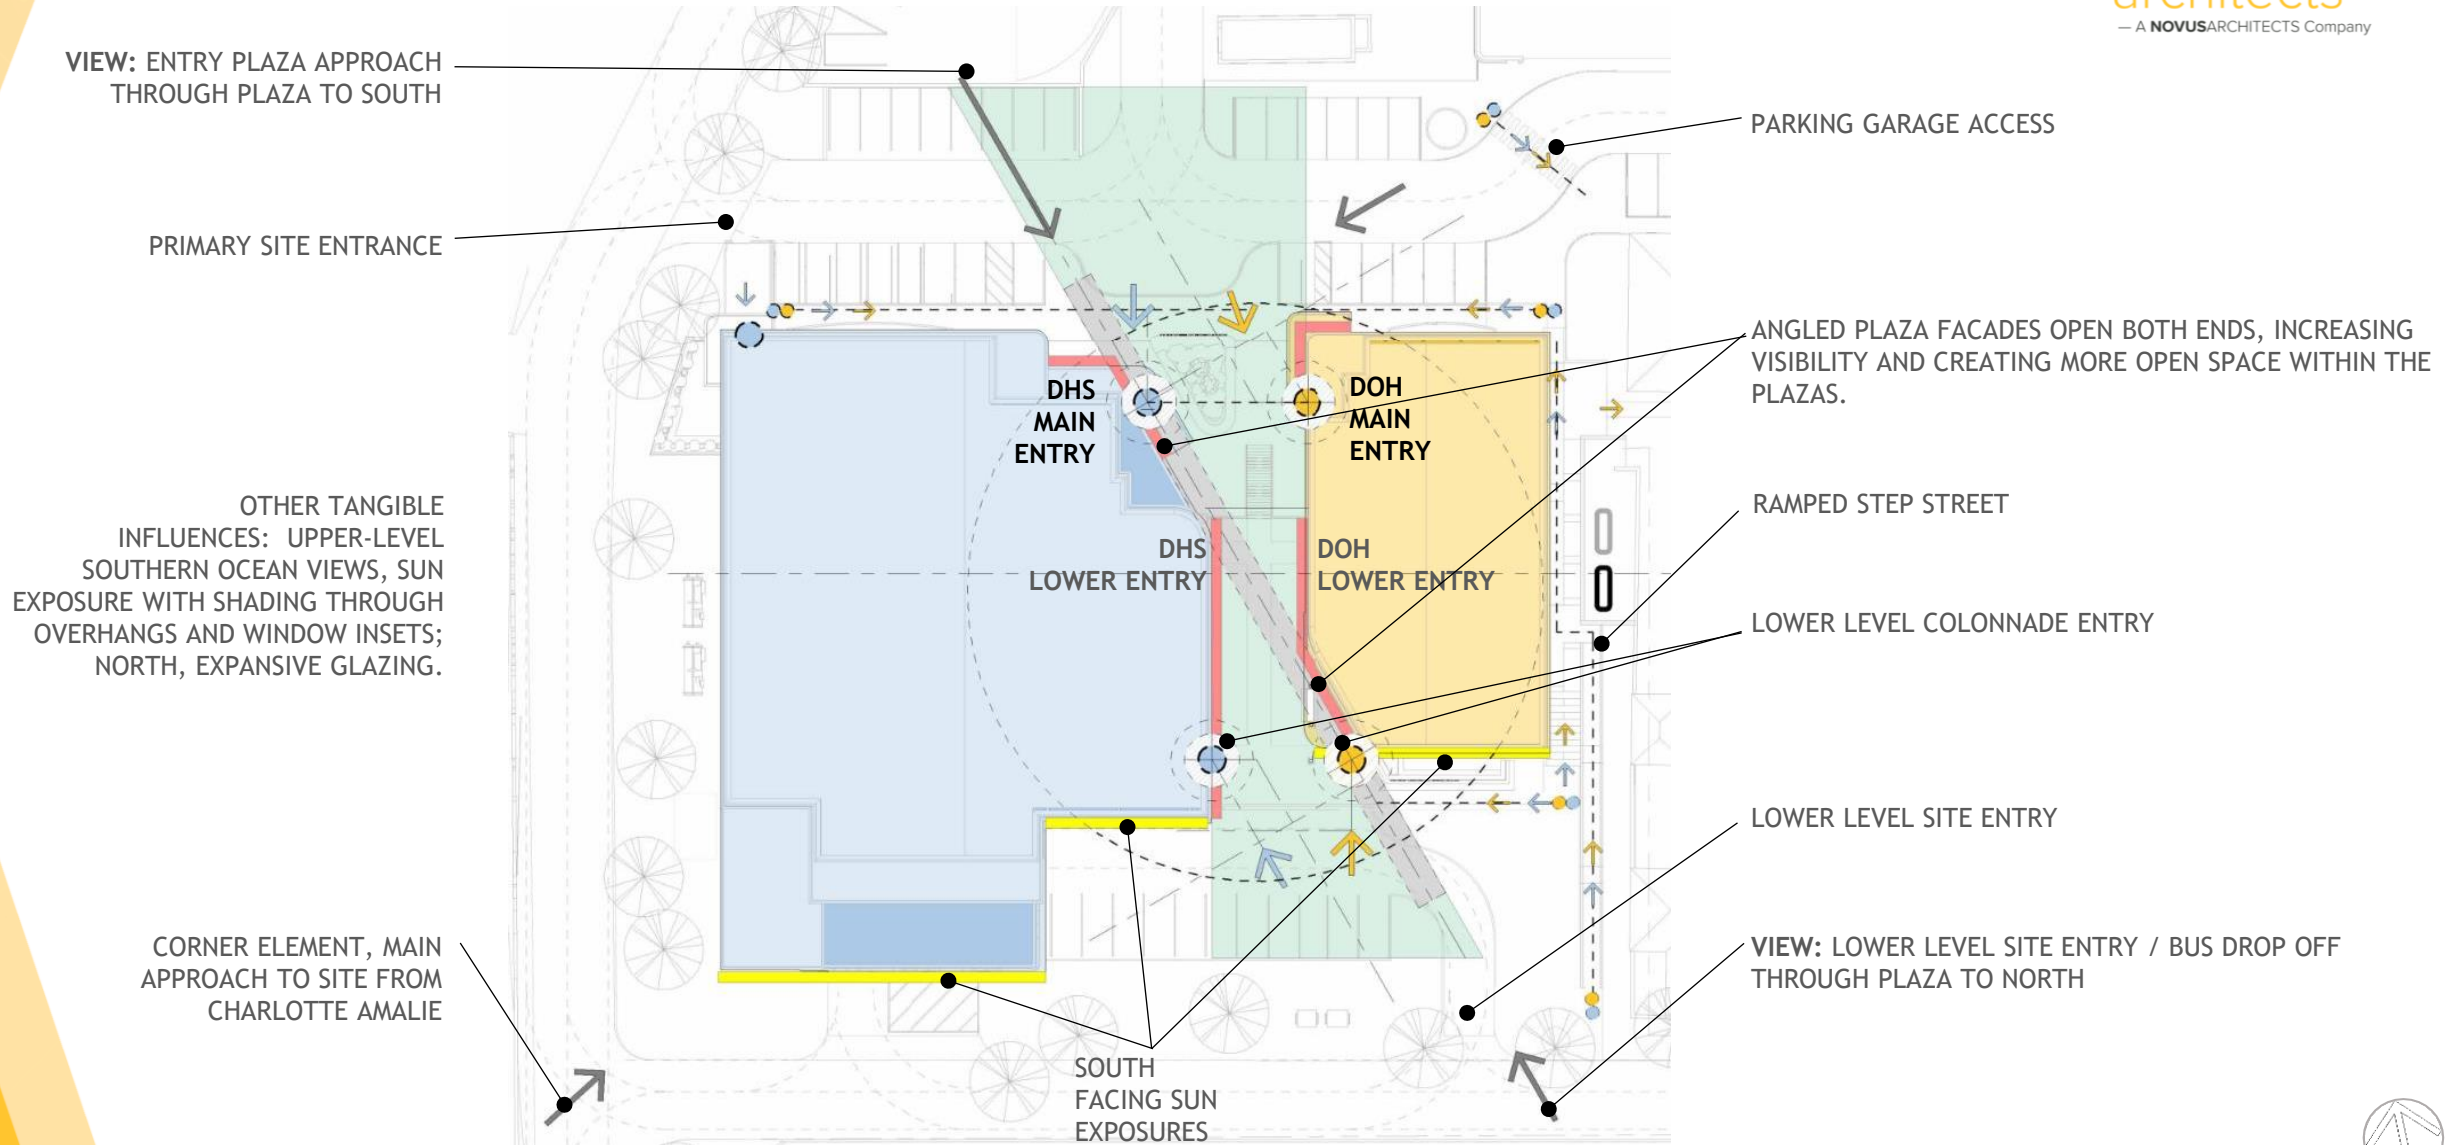 architects
— A NOVUSARCHITECTS Company
VIEW: ENTRY PLAZA APPROACH
THROUGH PLAZA TO SOUTH
PARKING GARAGE ACCESS
PRIMARY SITE ENTRANCE
ANGLED PLAZA FACADES OPEN BOTH ENDS, INCREASING
VISIBILITY AND CREATING MORE OPEN SPACE WITHIN THE
PLAZAS.
DHS
MAIN
ENTRY
DOH
MAIN
ENTRY
OTHER TANGIBLE
INFLUENCES: UPPER-LEVEL
SOUTHERN OCEAN VIEWS, SUN
EXPOSURE WITH SHADING THROUGH
OVERHANGS AND WINDOW INSETS;
NORTH, EXPANSIVE GLAZING.
RAMPED STEP STREET
DHS
LOWER ENTRY
DOH
LOWER ENTRY
LOWER LEVEL COLONNADE ENTRY
LOWER LEVEL SITE ENTRY
CORNER ELEMENT, MAIN
APPROACH TO SITE FROM
CHARLOTTE AMALIE
VIEW: LOWER LEVEL SITE ENTRY / BUS DROP OFF
THROUGH PLAZA TO NORTH
SOUTH
FACING SUN
EXPOSURES